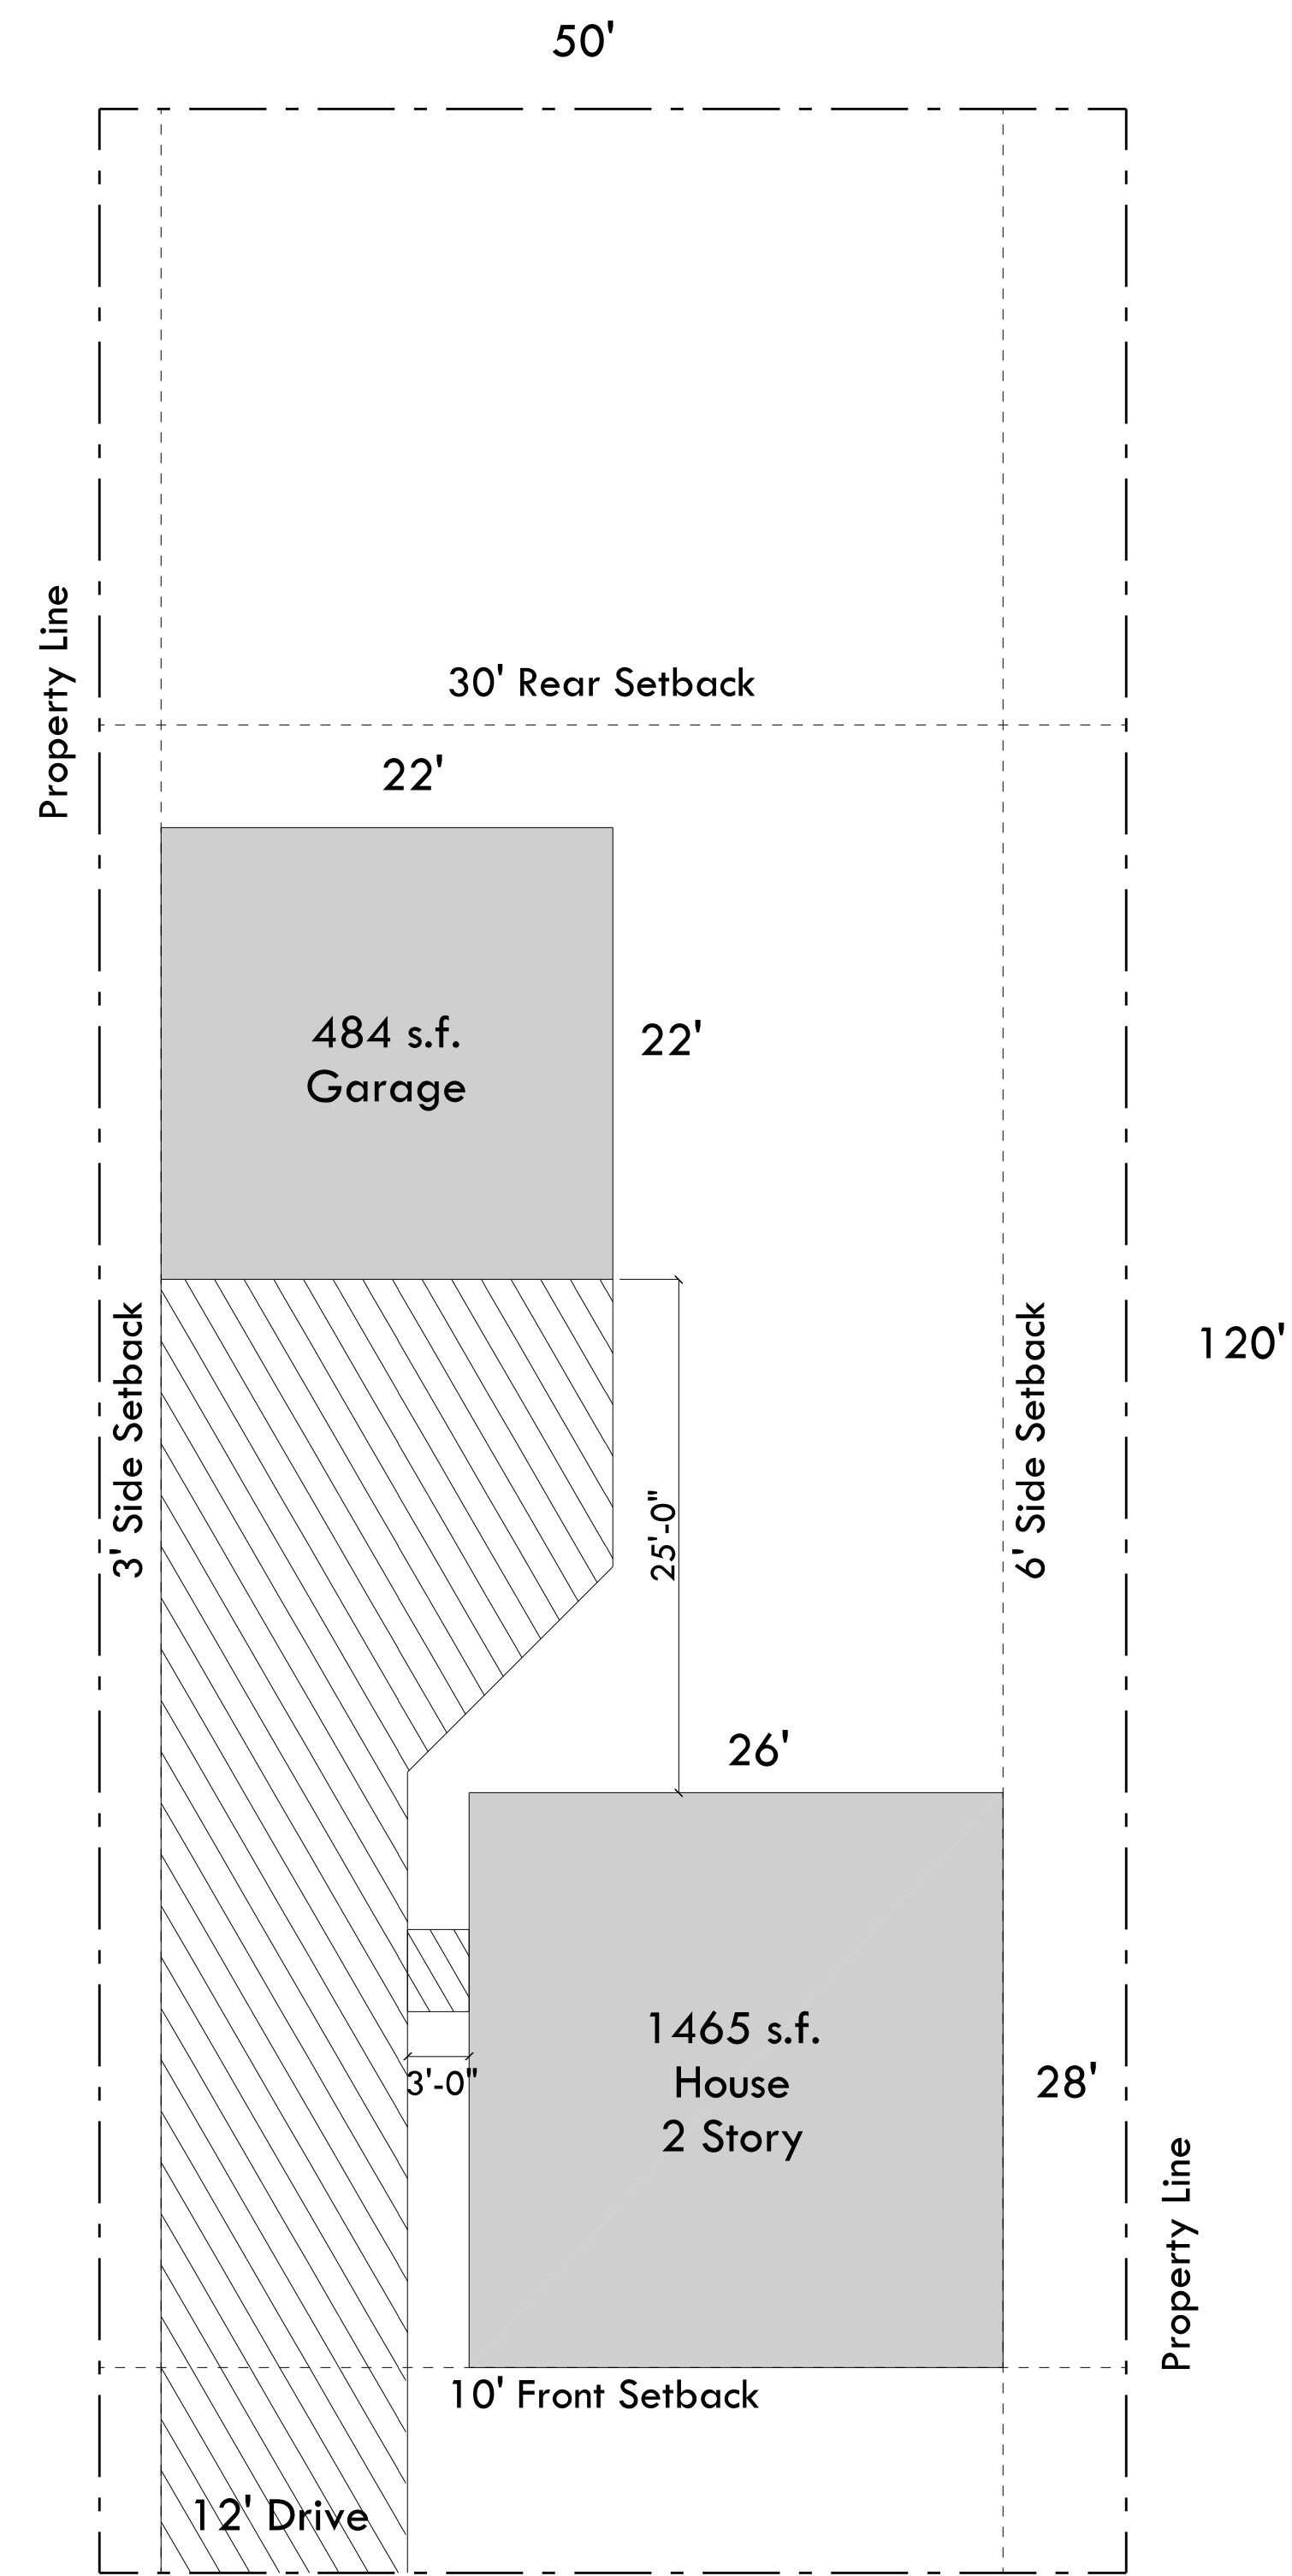 50'
Property Line
30' Rear Setback
22'
484 s.f.
Garage
22'
3' Side Setback
6' Side Setback
120'
25'-0"
26'
1465 s.f.
House
2 Story
3'-0"
28'
Property Line
10' Front Setback
12' Drive